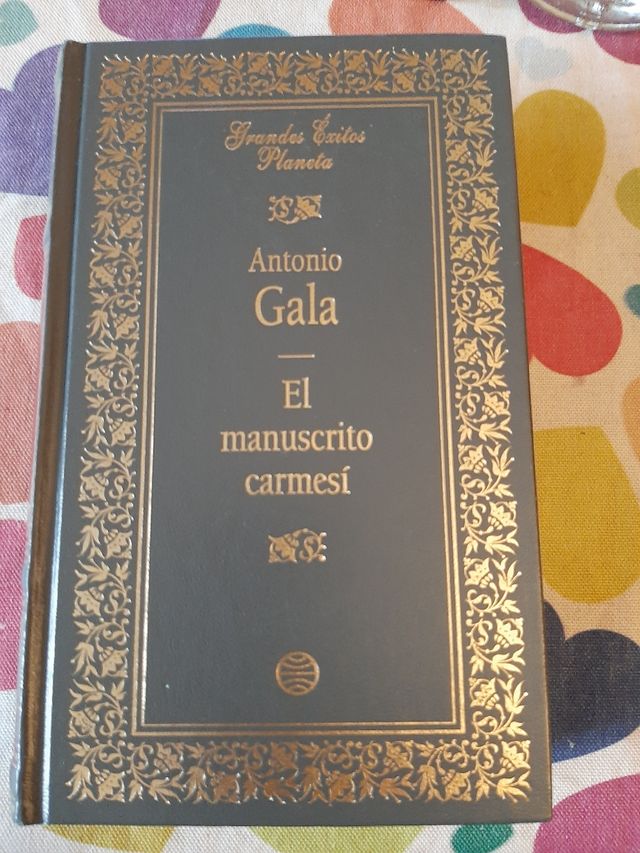 Grandes Éxitos
Planeta
Antonio
Gala
El
manuscrito
carmesí